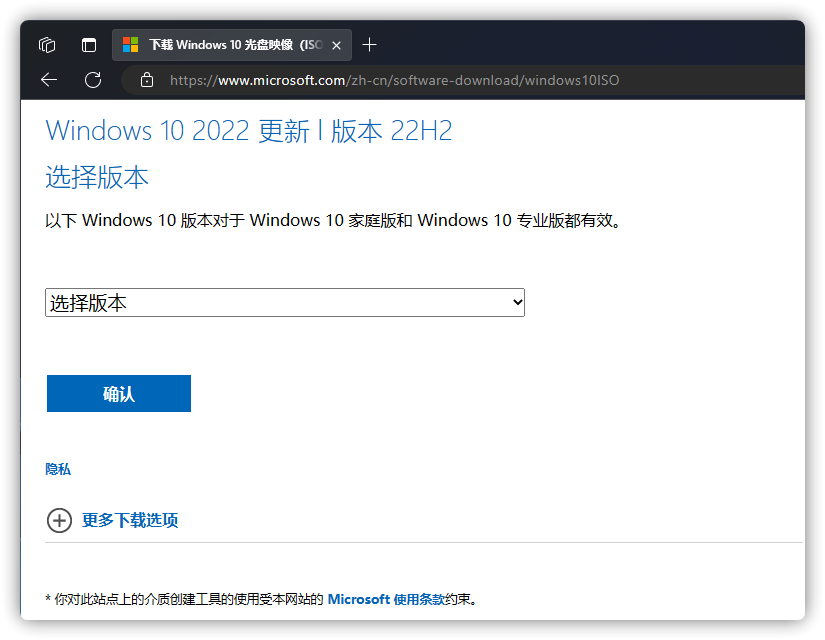 下载 Windows 10 光盘映像（ISO
https://www.microsoft.com/zh-cn/software-download/windows10ISO
Windows 10 2022 更新 | 版本 22H2
选择版本
以下 Windows 10 版本对于 Windows 10 家庭版和 Windows 10 专业版都有效。
选择版本
确认
隐私
更多下载选项
* 你对此站点上的介质创建工具的使用受本网站的 Microsoft 使用条款约束。